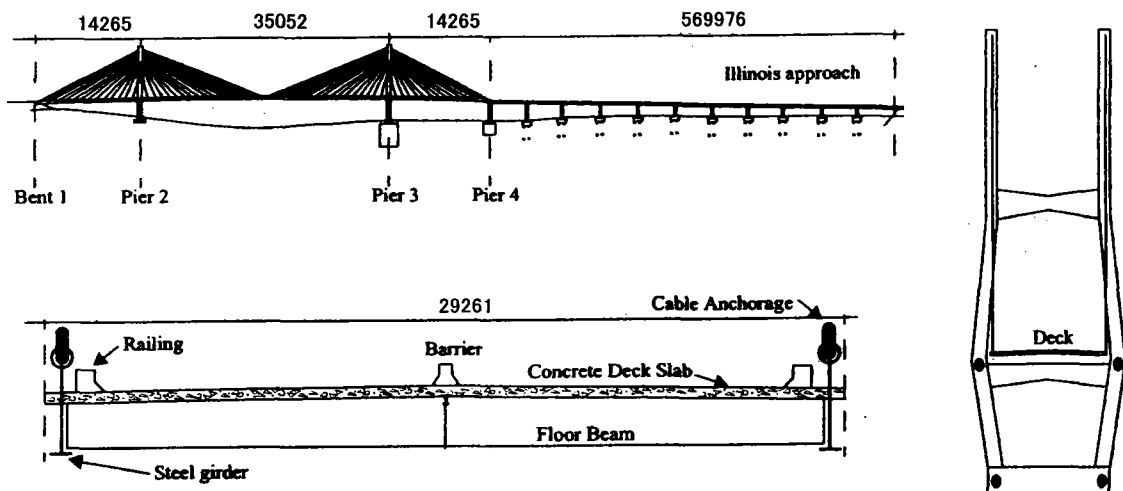 14265 35052 14265 569976
Illinois approach
Bent 1 Pier 2 Pier 3 Pier 4
29261
Cable Anchorage
Railing
Barrier
Concrete Deck Slab
Floor Beam
Steel girder
Deck